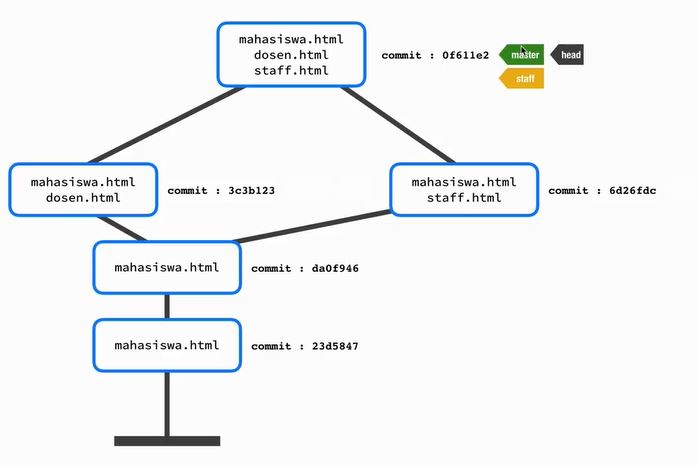 mahasiswa.html
dosen.html
staff.html
commit : 0f611e2
master
head
staff
mahasiswa.html
dosen.html
commit : 3c3b123
mahasiswa.html
staff.html
commit : 6d26fdc
mahasiswa.html
commit : da0f946
mahasiswa.html
commit : 23d5847